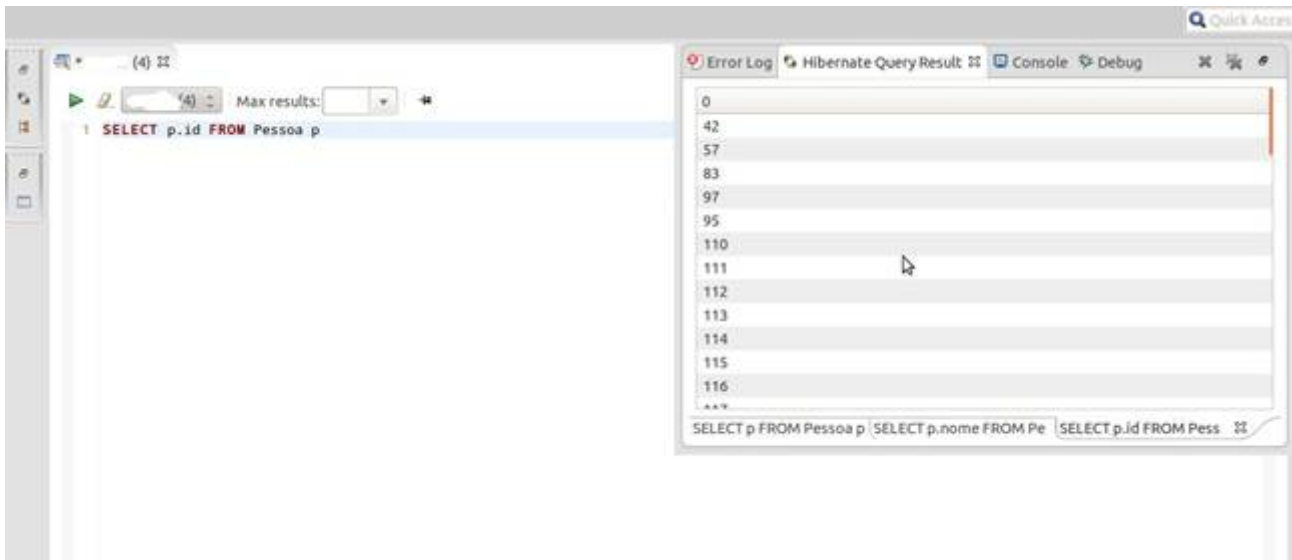 Quick Access
(4)
(4) Max results:
1 SELECT p.id FROM Pessoa p
Error Log Hibernate Query Result Console Debug
0
42
57
83
97
95
110
111
112
113
114
115
116
SELECT p FROM Pessoa p SELECT p.nome FROM Pe SELECT p.id FROM Pess